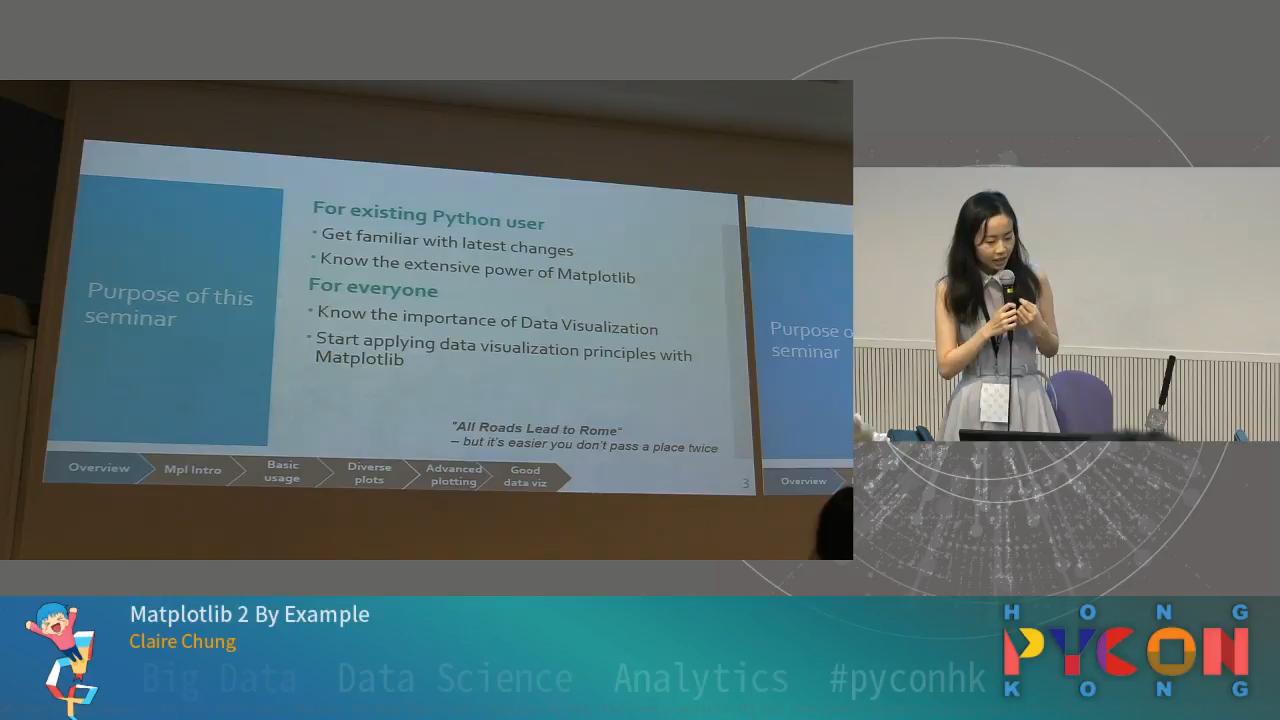 For existing Python user
• Get familiar with latest changes
• Know the extensive power of Matplotlib
For everyone
• Know the importance of Data Visualization
• Start applying data visualization principles with
Matplotlib
Purpose of this
seminar
"All Roads Lead to Rome"
– but it's easier you don't pass a place twice
Overview
Mpl Intro
Basic
usage
Diverse
plots
Advanced
plotting
Good
data viz
3
Purpose o
seminar
Overview
Matplotlib 2 By Example
Claire Chung
Big Data Data Science Analytics #pyconhk
HONG
PYCON
KONG